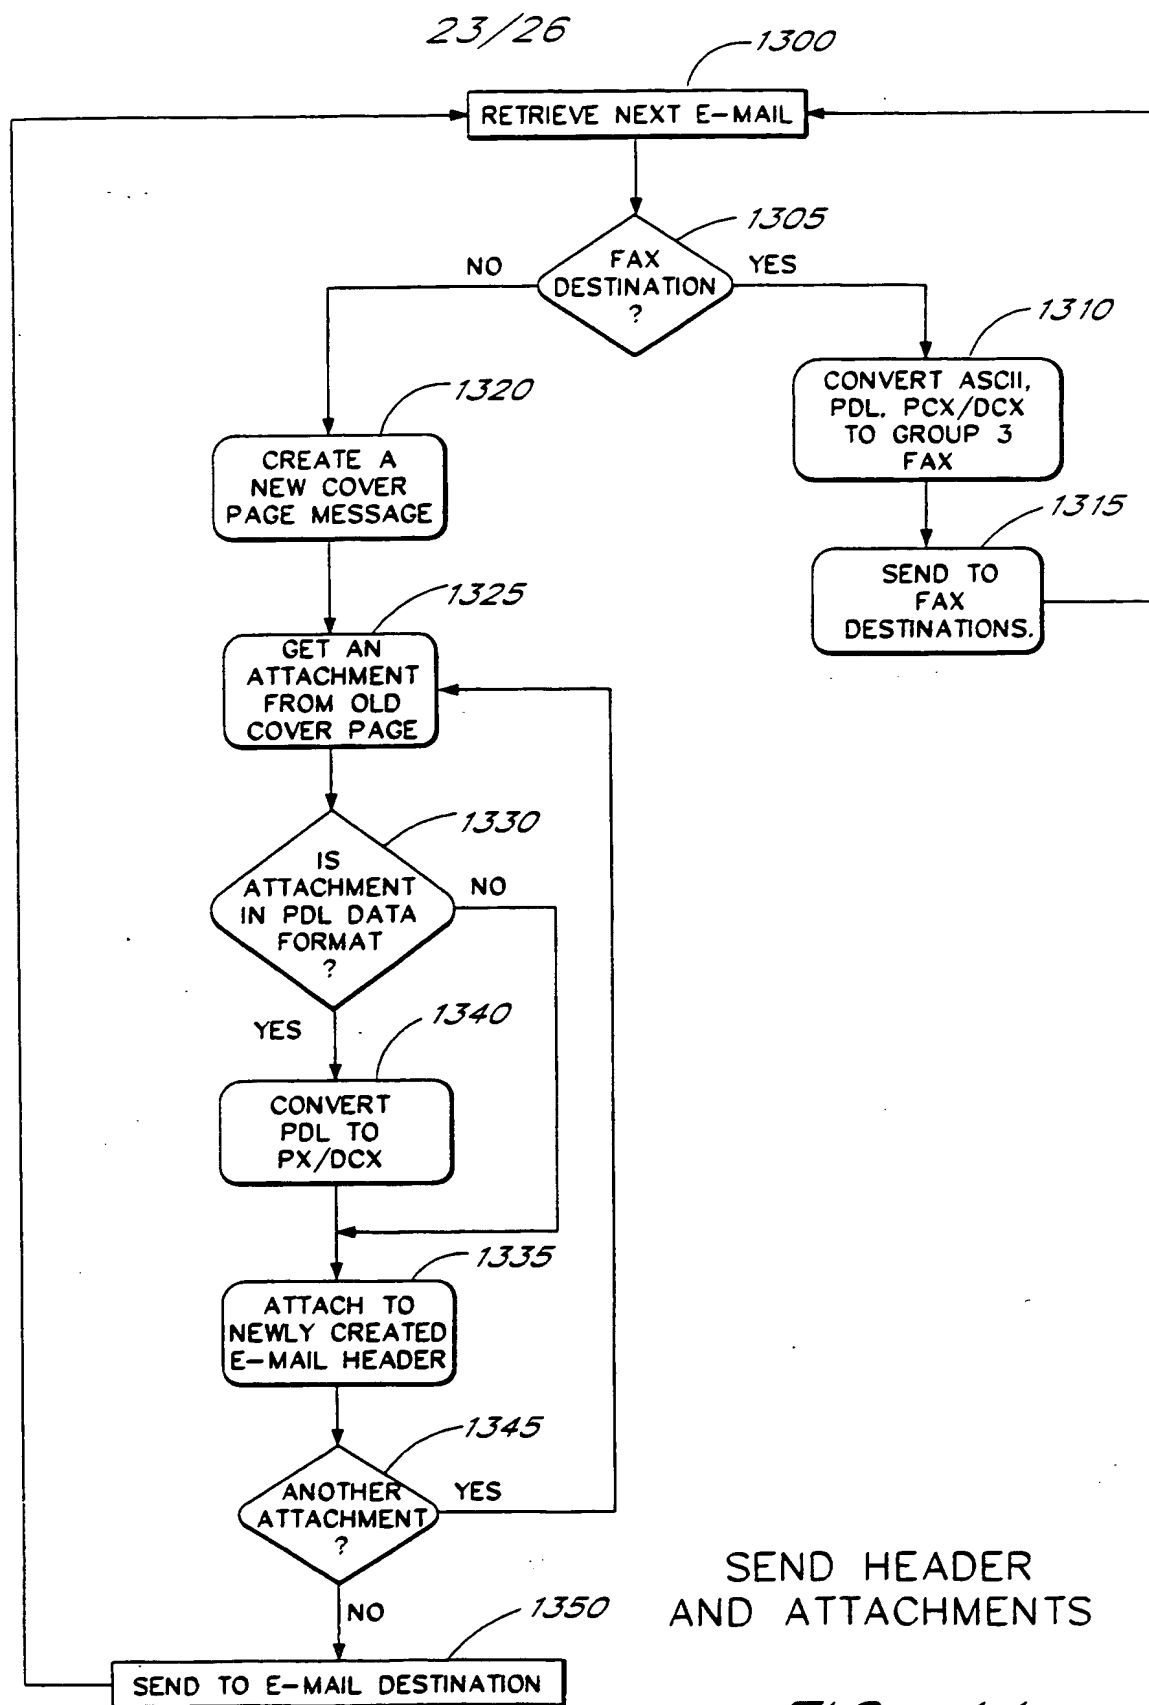 23/26
1300
RETRIEVE NEXT E-MAIL
1305
FAX
DESTINATION
?
NO
YES
1310
CONVERT ASCII,
PDL, PCX/DCX
TO GROUP 3
FAX
1315
SEND TO
FAX
DESTINATIONS.
1320
CREATE A
NEW COVER
PAGE MESSAGE
1325
GET AN
ATTACHMENT
FROM OLD
COVER PAGE
1330
IS
ATTACHMENT
IN PDL DATA
FORMAT
?
NO
YES
1340
CONVERT
PDL TO
PX/DCX
1335
ATTACH TO
NEWLY CREATED
E-MAIL HEADER
1345
ANOTHER
ATTACHMENT
?
YES
NO
1350
SEND TO E-MAIL DESTINATION
SEND HEADER
AND ATTACHMENTS